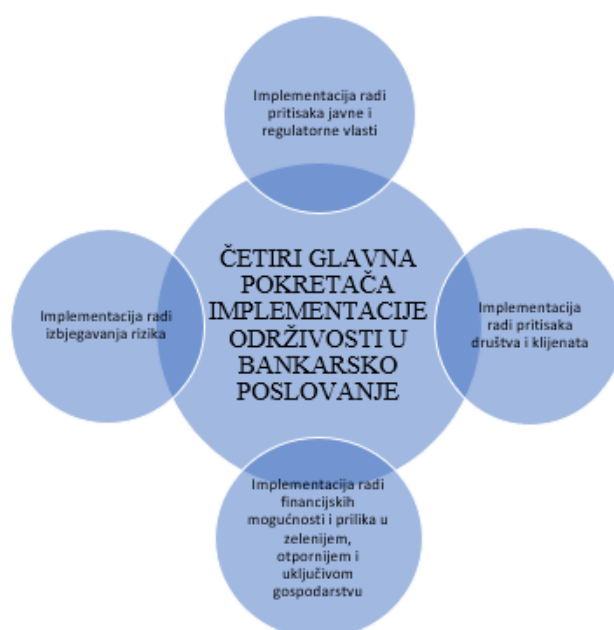 Implementacija radi
pritisaka javne i
regulatorne vlasti
ČETIRI GLAVNA
POKRETAČA
IMPLEMENTACIJE
ODRŽIVOSTI U
BANKARSKO
POSLOVANJE
Implementacija radi
izbjegavanja rizika
Implementacija
radi pritisaka
društva i klijenata
Implementacija radi
financijskih
mogućnosti i prilika u
zelenijem,
otpornijem i
uključivom
gospodarstvu